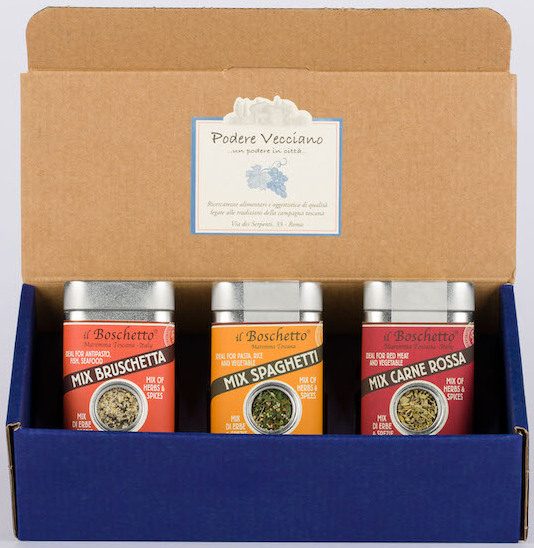 Podere Vecciano
...un podere in città...
Ricercatezze alimentari e oggettistica di qualità
legate alle tradizioni della campagna toscana
Via dei Serpenti, 33 - Roma
il Boschetto®
Maremma Toscana - Italy
IDEAL FOR ANTIPASTO,
FISH, SEAFOOD
MIX BRUSCHETTA
MIX OF
HERBS &
SPICES
MIX
DI ERBE
E SPEZIE
il Boschetto®
Maremma Toscana
IDEAL FOR PASTA, RICE
AND VEGETABLE
MIX SPAGHETTI
MIX OF
HERBS &
SPICES
MIX
DI ERBE
E SPEZIE
il Boschetto®
Maremma Toscana - Italy
IDEAL FOR RED MEAT
AND VEGETABLE
MIX CARNE ROSSA
MIX OF
HERBS &
SPICES
MIX
DI ERBE
& SPEZIE